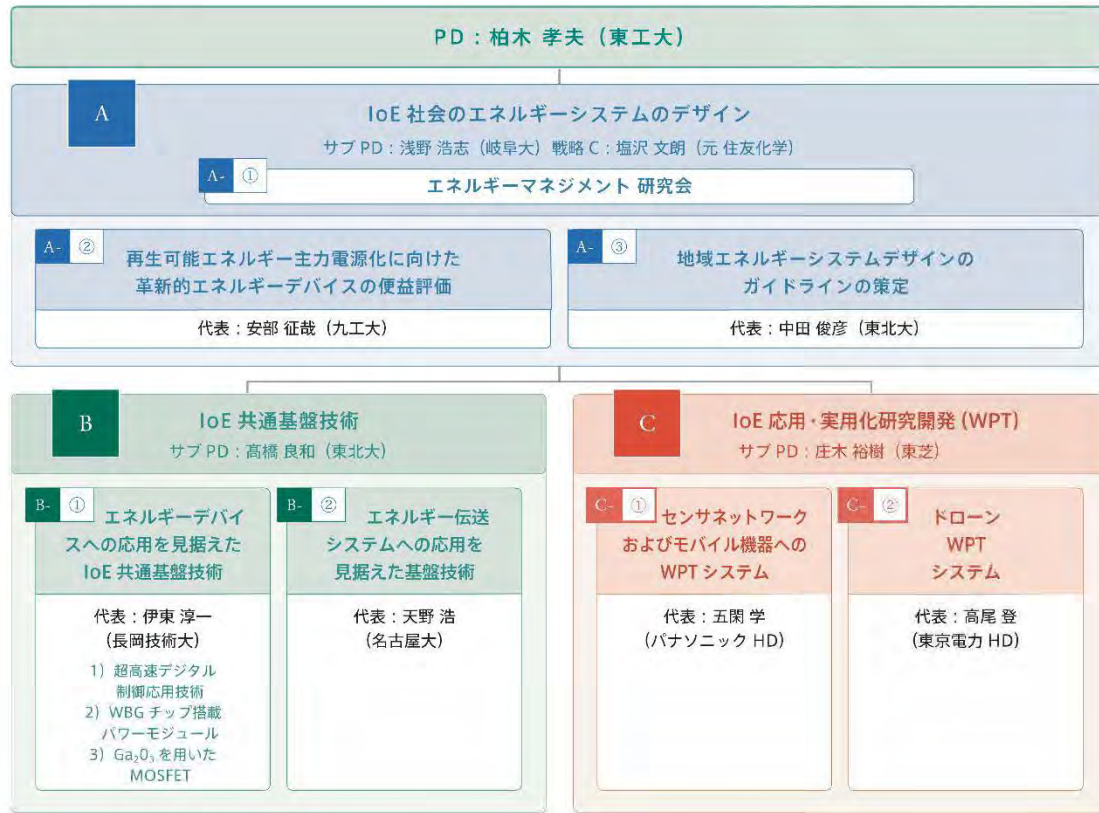 PD：柏木 孝夫（東工大）
A
IoE 社会のエネルギーシステムのデザイン
サブ PD：浅野 浩志（岐阜大）戦略 C：塩沢 文朗（元 住友化学）
A- ①
エネルギーマネジメント 研究会
A- ②
再生可能エネルギー主力電源化に向けた
革新的エネルギーデバイスの便益評価
代表：安部 征哉（九工大）
A- ③
地域エネルギーシステムデザインの
ガイドラインの策定
代表：中田 俊彦（東北大）
B
IoE 共通基盤技術
サブ PD：髙橋 良和（東北大）
B- ①
エネルギーデバイ
スへの応用を見据えた
IoE 共通基盤技術
代表：伊東 淳一
（長岡技術大）
1）超高速デジタル
制御応用技術
2）WBG チップ搭載
パワーモジュール
3）Ga₂O₃ を用いた
MOSFET
B- ②
エネルギー伝送
システムへの応用を
見据えた基盤技術
代表：天野 浩
（名古屋大）
C
IoE 応用・実用化研究開発 (WPT)
サブ PD：庄木 裕樹（東芝）
C- ①
センサネットワーク
およびモバイル機器への
WPT システム
代表：五閑 学
（パナソニック HD）
C- ②
ドローン
WPT
システム
代表：高尾 登
（東京電力 HD）